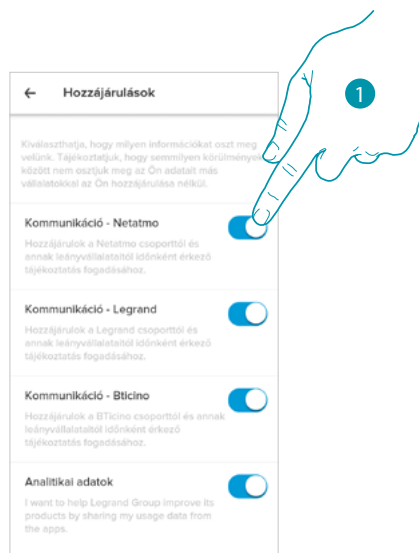 ← Hozzájárulások
1
Kiválaszthatja, hogy milyen információkat oszt meg
velünk. Tájékoztatjuk, hogy semmilyen körülmények
között nem osztjuk meg az Ön adatait más
vállalatokkal az Ön hozzájárulása nélkül.
Kommunikáció - Netatmo
Hozzájárulok a Netatmo csoporttól és
annak leányvállalataitól időnként érkező
tájékoztatás fogadásához.
Kommunikáció - Legrand
Hozzájárulok a Legrand csoporttól és
annak leányvállalataitól időnként érkező
tájékoztatás fogadásához.
Kommunikáció - Bticino
Hozzájárulok a BTicino csoporttól és annak
leányvállalataitól időnként érkező
tájékoztatás fogadásához.
Analitikai adatok
I want to help Legrand Group improve its
products by sharing my usage data from
the apps.